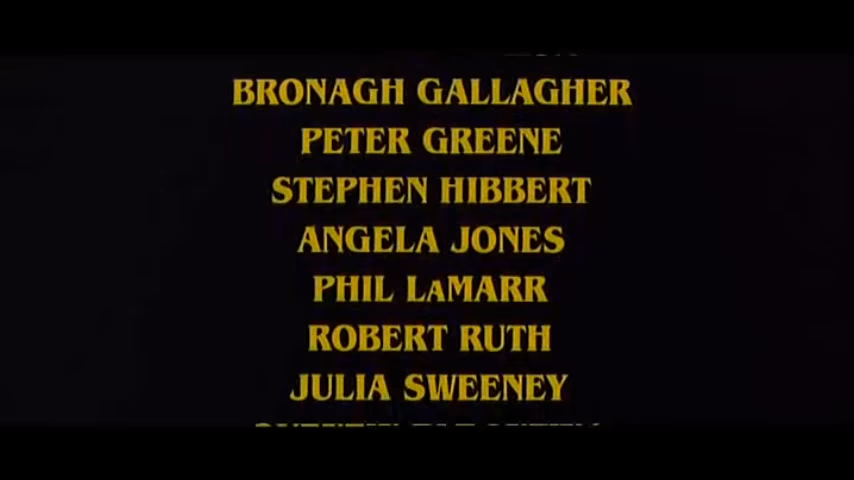 BRONAGH GALLAGHER
PETER GREENE
STEPHEN HIBBERT
ANGELA JONES
PHIL LaMARR
ROBERT RUTH
JULIA SWEENEY